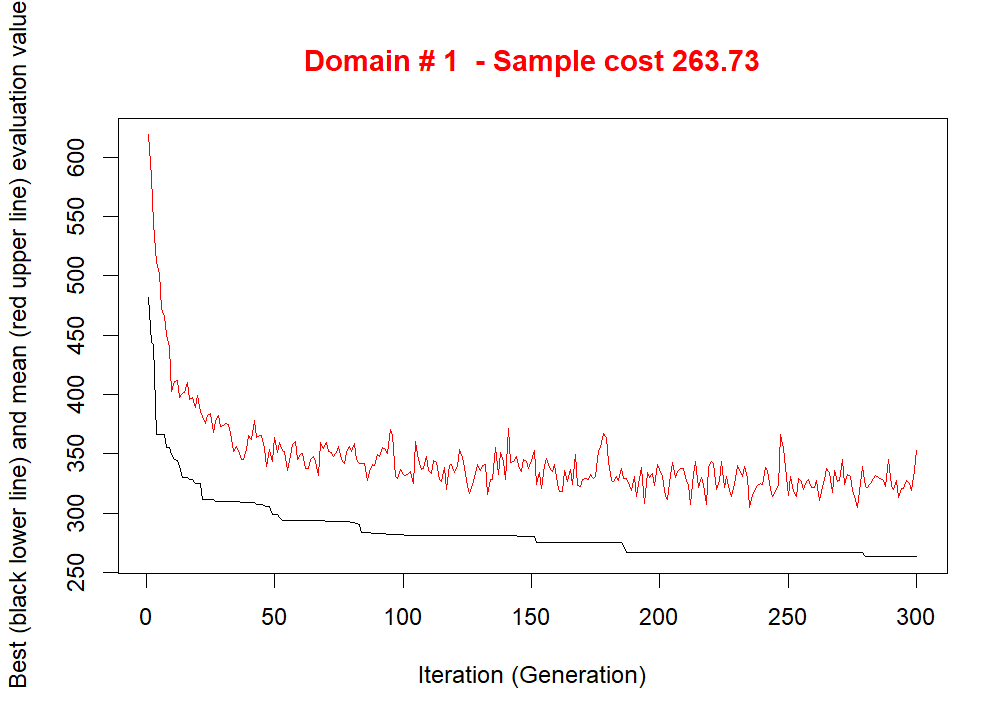 Domain # 1  - Sample cost 263.73
Best (black lower line) and mean (red upper line) evaluation value
600
550
500
450
400
350
300
250
0 50 100 150 200 250 300
Iteration (Generation)